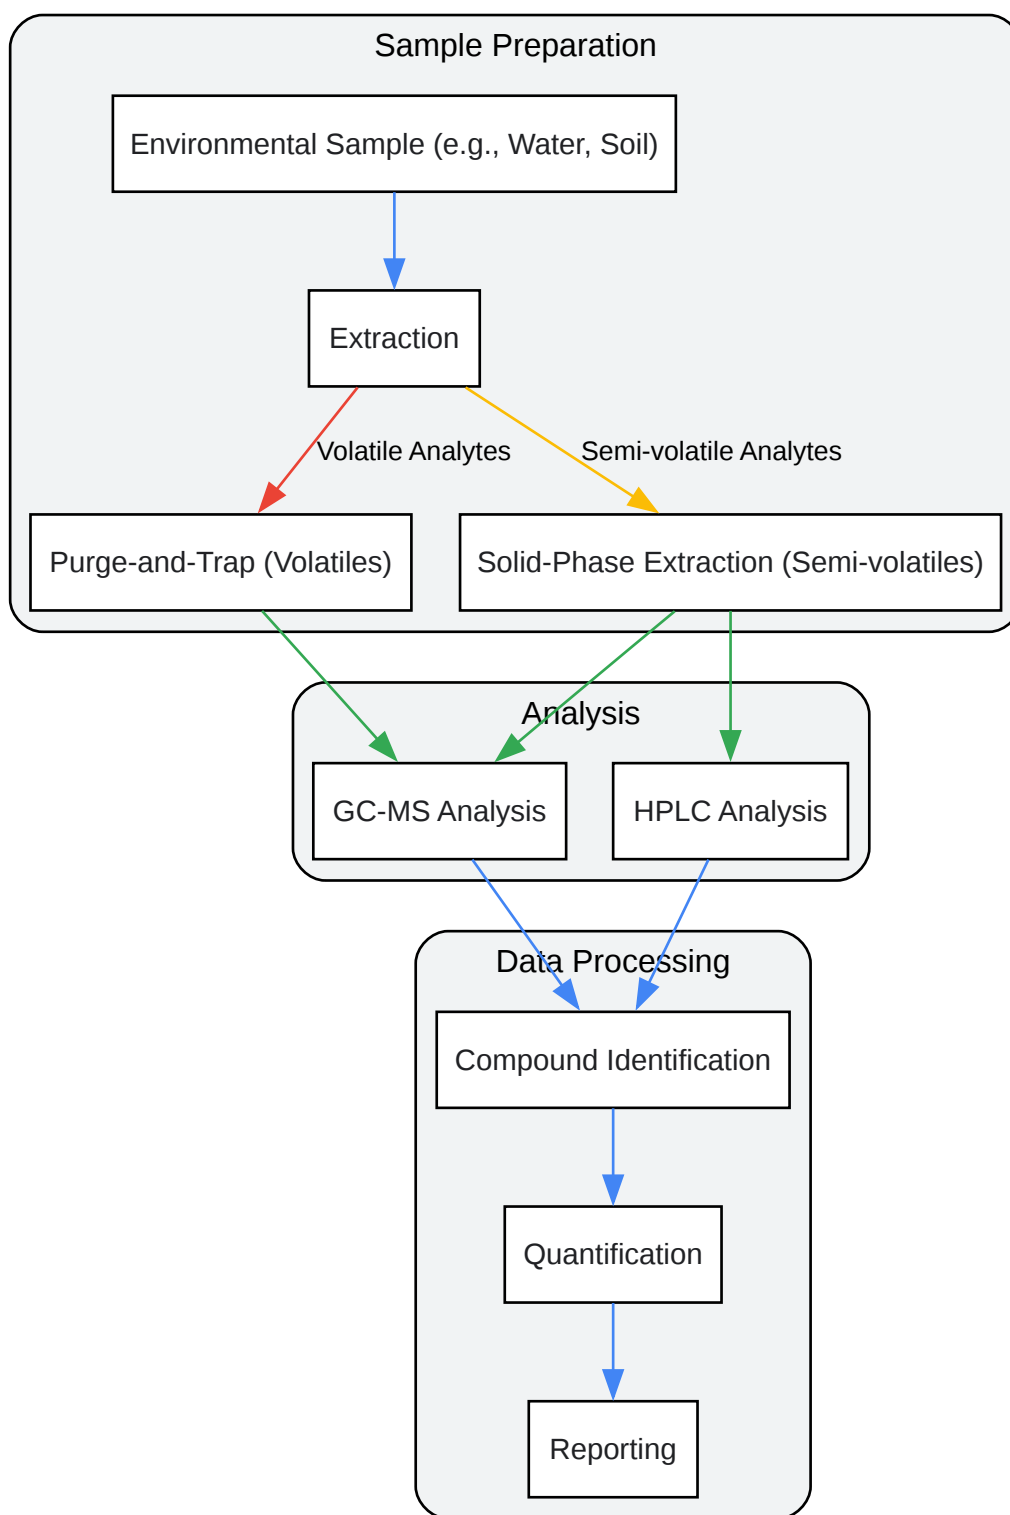 Sample Preparation
Environmental Sample (e.g., Water, Soil)
Extraction
Volatile Analytes
Semi-volatile Analytes
Purge-and-Trap (Volatiles)
Solid-Phase Extraction (Semi-volatiles)
Analysis
GC-MS Analysis
HPLC Analysis
Data Processing
Compound Identification
Quantification
Reporting